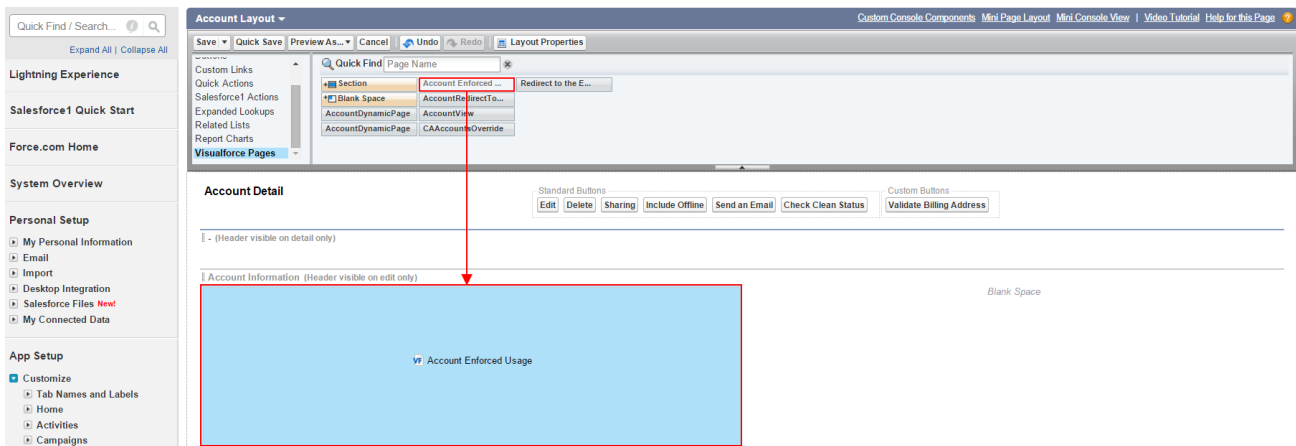 Quick Find / Search...
Expand All | Collapse All
Lightning Experience
Salesforce1 Quick Start
Force.com Home
System Overview
Personal Setup
My Personal Information
Email
Import
Desktop Integration
Salesforce Files New!
My Connected Data
App Setup
Customize
Tab Names and Labels
Home
Activities
Campaigns
Account Layout
Custom Console Components Mini Page Layout Mini Console View | Video Tutorial Help for this Page
Save Quick Save Preview As... Cancel Undo Redo Layout Properties
Buttons
Custom Links
Quick Actions
Salesforce1 Actions
Expanded Lookups
Related Lists
Report Charts
Visualforce Pages
Quick Find Page Name
Section Account Enforced ... Redirect to the E...
Blank Space AccountRedirectTo...
AccountDynamicPage AccountView
AccountDynamicPage CAAccountsOverride
Account Detail
Standard Buttons
Edit Delete Sharing Include Offline Send an Email Check Clean Status
Custom Buttons
Validate Billing Address
- (Header visible on detail only)
Account Information (Header visible on edit only)
VF Account Enforced Usage
Blank Space